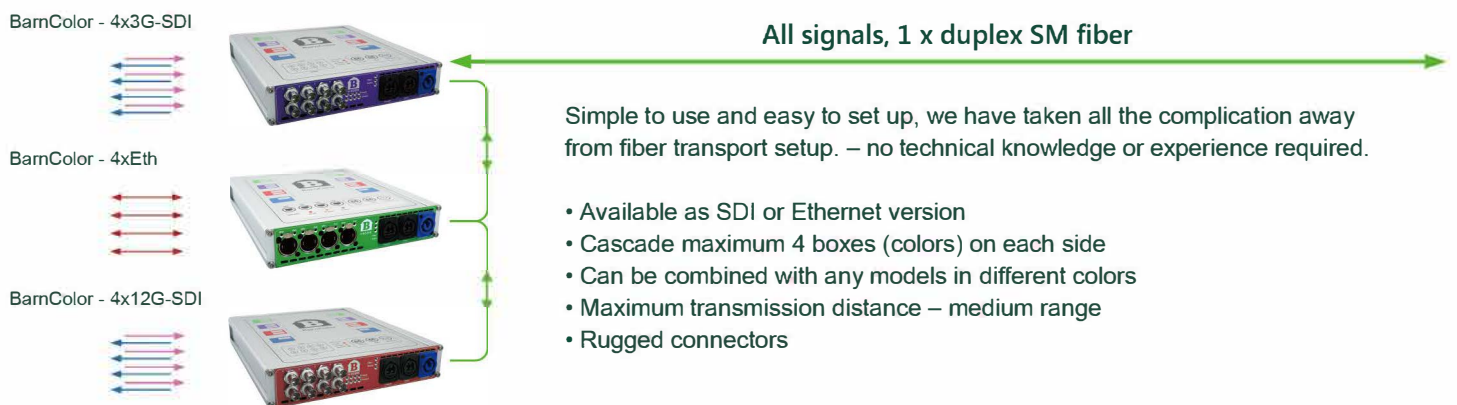 BarnColor - 4x3G-SDI
All signals, 1 x duplex SM fiber
Simple to use and easy to set up, we have taken all the complication away
from fiber transport setup. – no technical knowledge or experience required.
BarnColor - 4xEth
• Available as SDI or Ethernet version
• Cascade maximum 4 boxes (colors) on each side
• Can be combined with any models in different colors
• Maximum transmission distance – medium range
• Rugged connectors
BarnColor - 4x12G-SDI
B
B
B